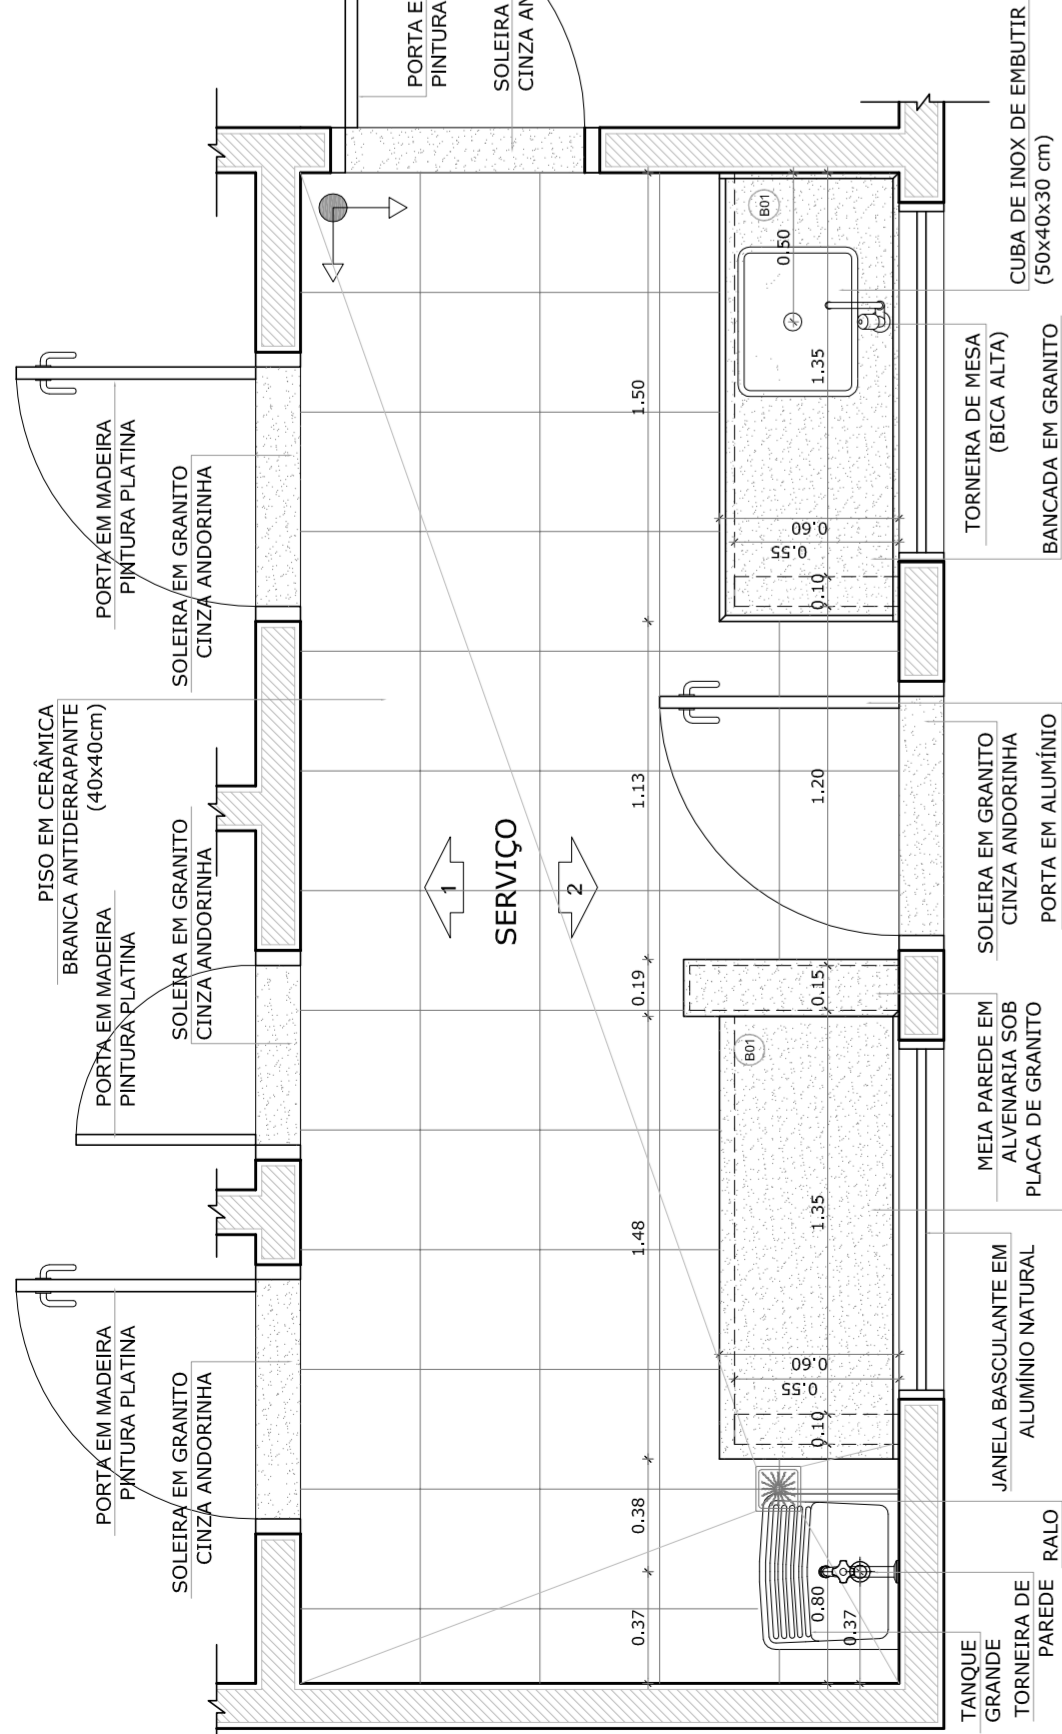 PORTA E
PINTURA
SOLEIRA
CINZA AN
CUBA DE INOX DE EMBUTIR
(50x40x30 cm)
PORTA EM MADEIRA
PINTURA PLATINA
SOLEIRA EM GRANITO
CINZA ANDORINHA
B01
0.50
1.35
1.50
0.60
0.55
0.10
TORNEIRA DE MESA
(BICA ALTA)
BANCADA EM GRANITO
PISO EM CERÂMICA
BRANCA ANTIDERRAPANTE
(40x40cm)
PORTA EM MADEIRA
PINTURA PLATINA
SOLEIRA EM GRANITO
CINZA ANDORINHA
1
SERVIÇO
2
1.13
1.20
SOLEIRA EM GRANITO
CINZA ANDORINHA
PORTA EM ALUMÍNIO
0.19
0.15
B01
MEIA PAREDE EM
ALVENARIA SOB
PLACA DE GRANITO
1.48
1.35
0.60
0.55
0.10
JANELA BASCULANTE EM
ALUMÍNIO NATURAL
PORTA EM MADEIRA
PINTURA PLATINA
SOLEIRA EM GRANITO
CINZA ANDORINHA
0.38
0.37
0.80
0.37
RALO
TANQUE
GRANDE
TORNEIRA DE
PAREDE